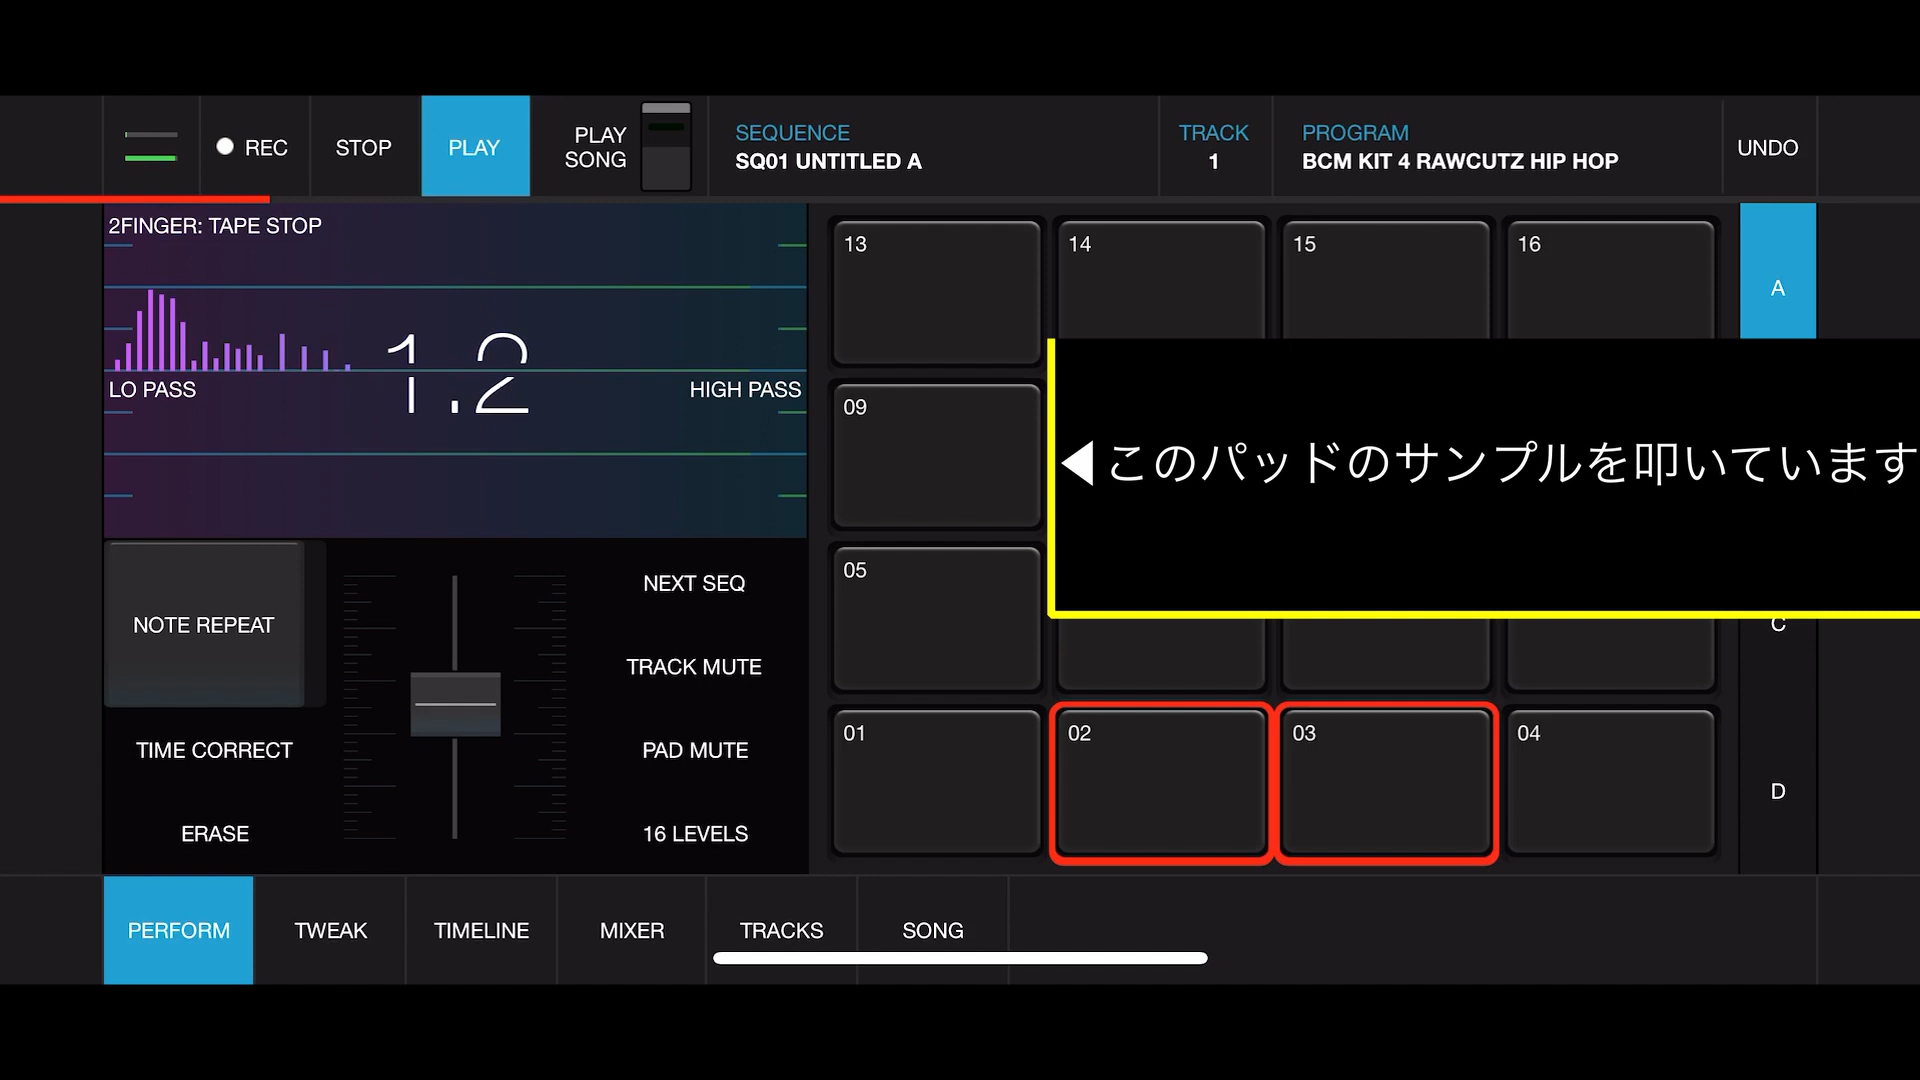 REC
STOP
PLAY
PLAY
SONG
SEQUENCE
SQ01 UNTITLED A
TRACK
1
PROGRAM
BCM KIT 4 RAWCUTZ HIP HOP
UNDO
2FINGER: TAPE STOP
1.2
LO PASS
HIGH PASS
13
14
15
16
A
09
◀このパッドのサンプルを叩いています
05
C
NOTE REPEAT
NEXT SEQ
TRACK MUTE
TIME CORRECT
PAD MUTE
ERASE
16 LEVELS
01
02
03
04
D
PERFORM
TWEAK
TIMELINE
MIXER
TRACKS
SONG